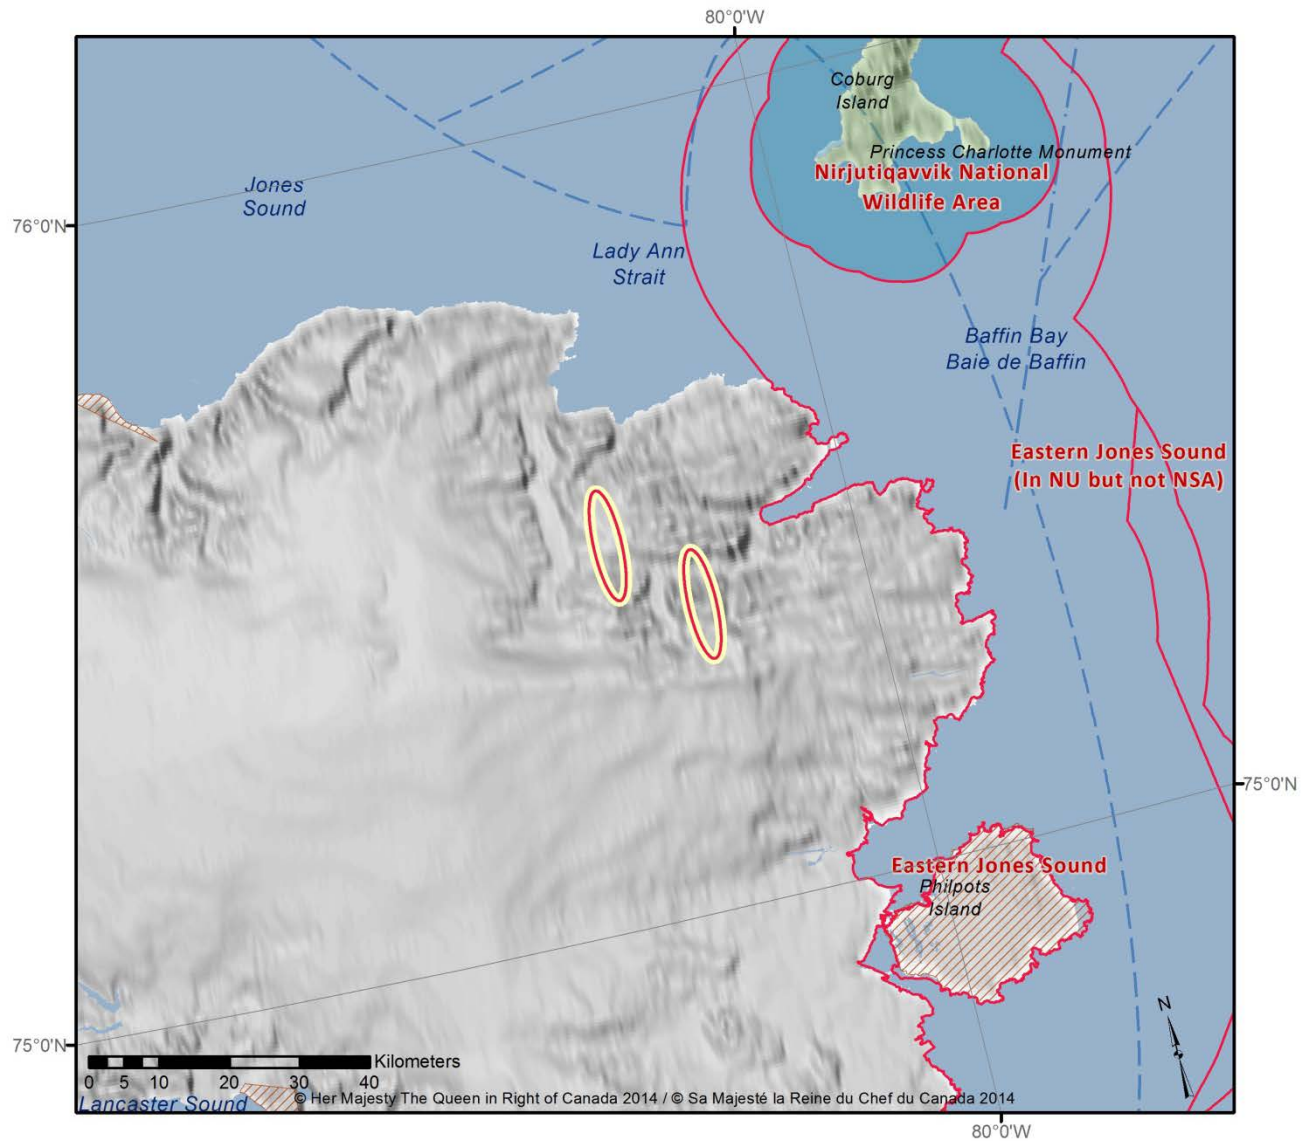 80°0'W
Coburg
Island
Princess Charlotte Monument
Nirjutiqavvik National
Wildlife Area
Jones
Sound
76°0'N
Lady Ann
Strait
Baffin Bay
Baie de Baffin
Eastern Jones Sound
(In NU but not NSA)
75°0'N
Eastern Jones Sound
Philpots
Island
N
75°0'N
Kilometers
0 5 10 20 30 40
Lancaster Sound
© Her Majesty The Queen in Right of Canada 2014 / © Sa Majesté la Reine du Chef du Canada 2014
80°0'W